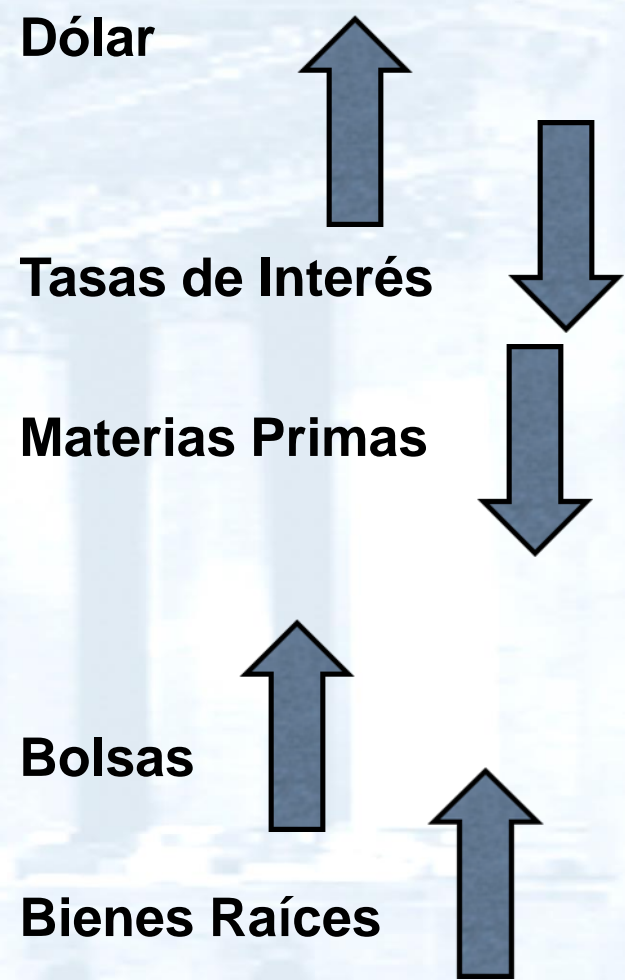 Dólar
Tasas de Interés
Materias Primas
Bolsas
Bienes Raíces